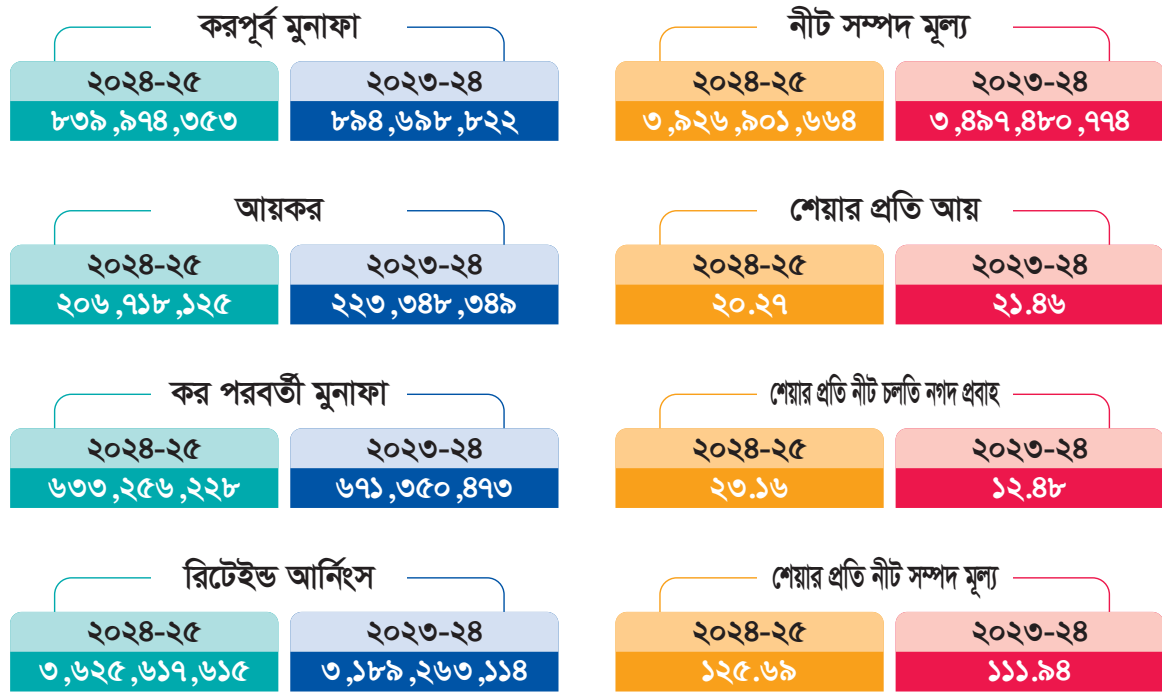 করপূর্ব মুনাফা
২০২৪-২৫ ২০২৩-২৪
৮৩৯,৯৭৪,৩৫৩ ৮৯৪,৬৯৮,৮২২
আয়কর
২০২৪-২৫ ২০২৩-২৪
২০৬,৭১৮,১২৫ ২২৩,৩৪৮,৩৪৯
কর পরবর্তী মুনাফা
২০২৪-২৫ ২০২৩-২৪
৬৩৩,২৫৬,২২৮ ৬৭১,৩৫০,৪৭৩
রিটেইন্ড আর্নিংস
২০২৪-২৫ ২০২৩-২৪
৩,৬২৫,৬১৭,৬১৫ ৩,১৮৯,২৬৩,১১৪
নীট সম্পদ মূল্য
২০২৪-২৫ ২০২৩-২৪
৩,৯২৬,৯০১,৬৬৪ ৩,৪৯৭,৪৮০,৭৭৪
শেয়ার প্রতি আয়
২০২৪-২৫ ২০২৩-২৪
২০.২৭ ২১.৪৬
শেয়ার প্রতি নীট চলতি নগদ প্রবাহ
২০২৪-২৫ ২০২৩-২৪
২৩.১৬ ১২.৪৮
শেয়ার প্রতি নীট সম্পদ মূল্য
২০২৪-২৫ ২০২৩-২৪
১২৫.৬৯ ১১১.৯৪